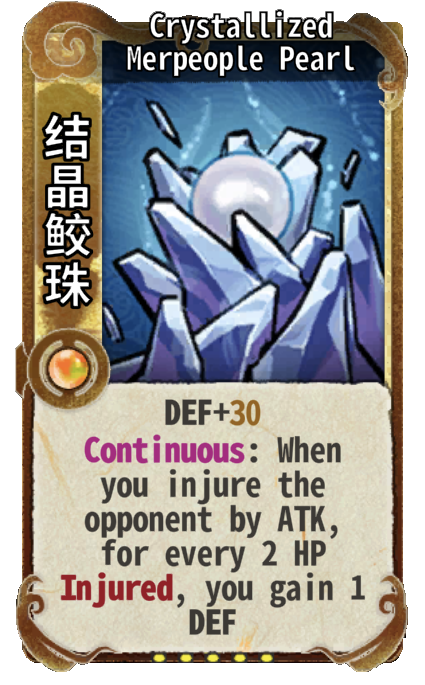 Crystallized
Merpeople Pearl
结晶鲛珠
DEF+30
Continuous: When
you injure the
opponent by ATK,
for every 2 HP
Injured, you gain 1
DEF